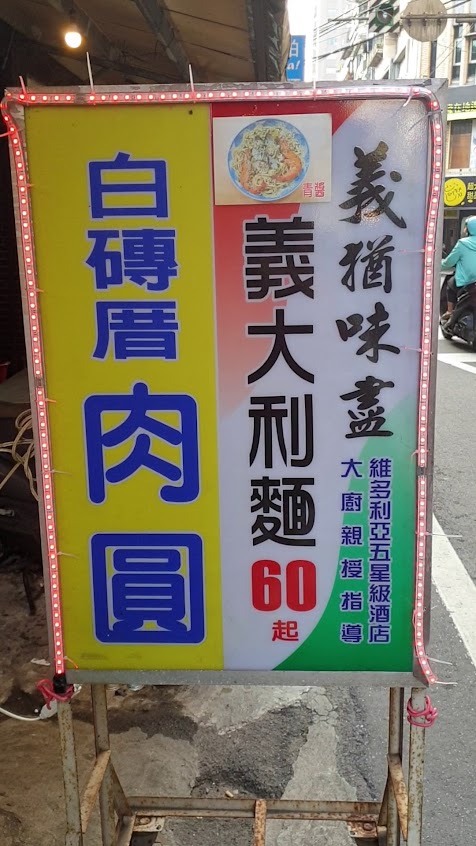 義猶味盡
維多利亞五星級酒店
大廚親授指導
青醬
義大利麵
60
起
白磚厝
肉圓
白